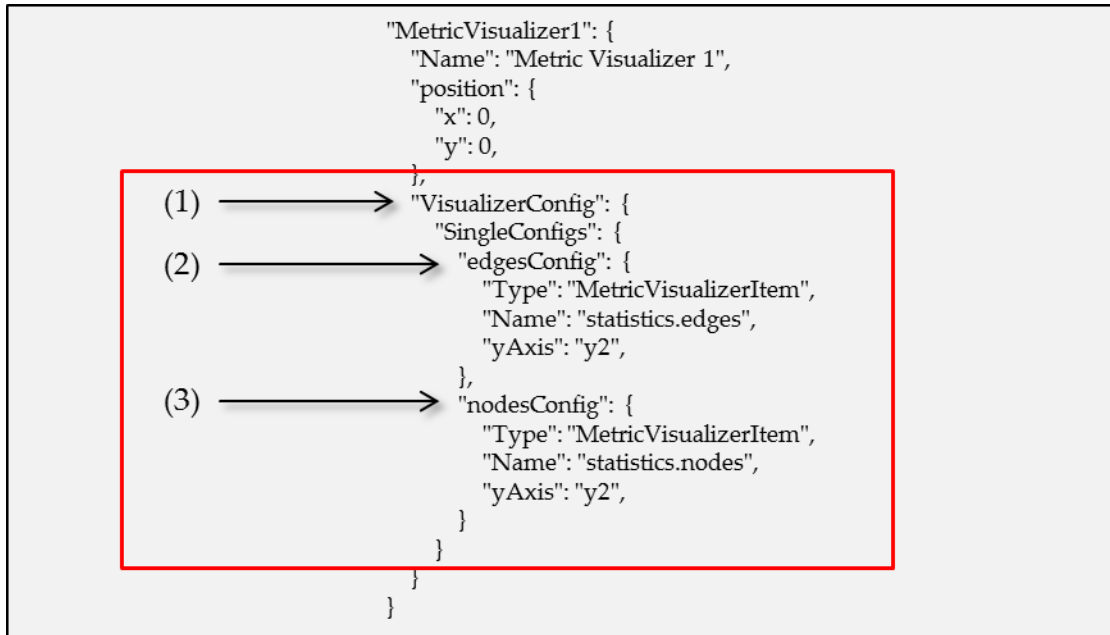 "MetricVisualizer1": {
"Name": "Metric Visualizer 1",
"position": {
"x": 0,
"y": 0,
},
(1) "VisualizerConfig": {
"SingleConfigs": {
(2) "edgesConfig": {
"Type": "MetricVisualizerItem",
"Name": "statistics.edges",
"yAxis": "y2",
},
(3) "nodesConfig": {
"Type": "MetricVisualizerItem",
"Name": "statistics.nodes",
"yAxis": "y2",
}
}
}
}